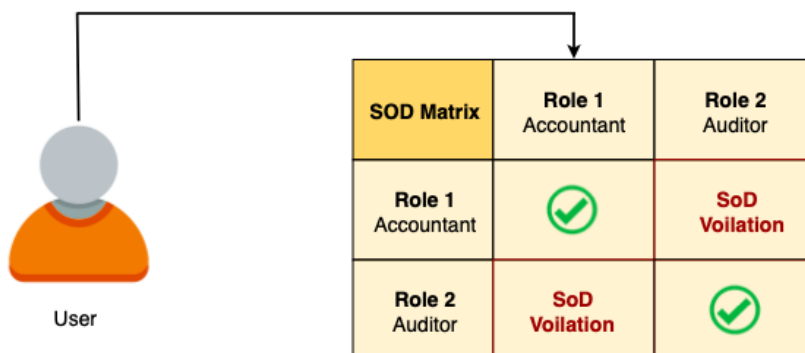 SOD Matrix
Role 1
Accountant
Role 2
Auditor
Role 1
Accountant
SoD
Voilation
Role 2
Auditor
SoD
Voilation
User